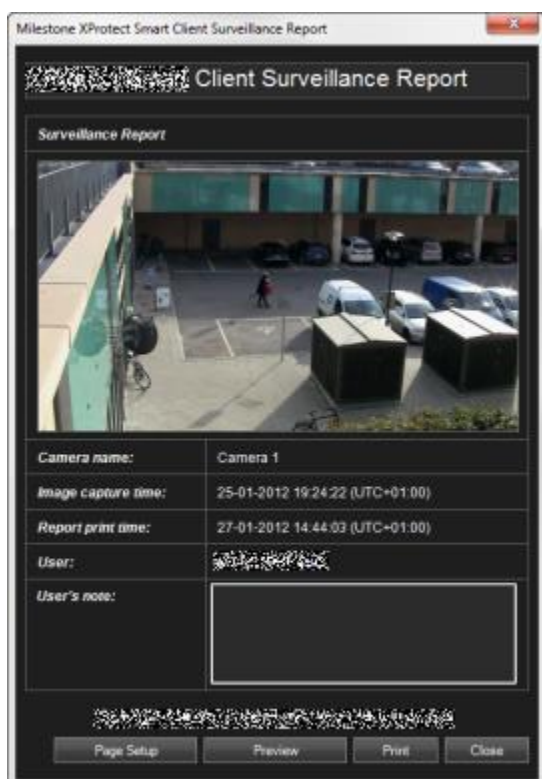 Milestone XProtect Smart Client Surveillance Report
Client Surveillance Report
Surveillance Report
Camera name: Camera 1
Image capture time: 25-01-2012 19:24:22 (UTC+01:00)
Report print time: 27-01-2012 14:44:03 (UTC+01:00)
User:
User's note:
Page Setup Preview Print Close